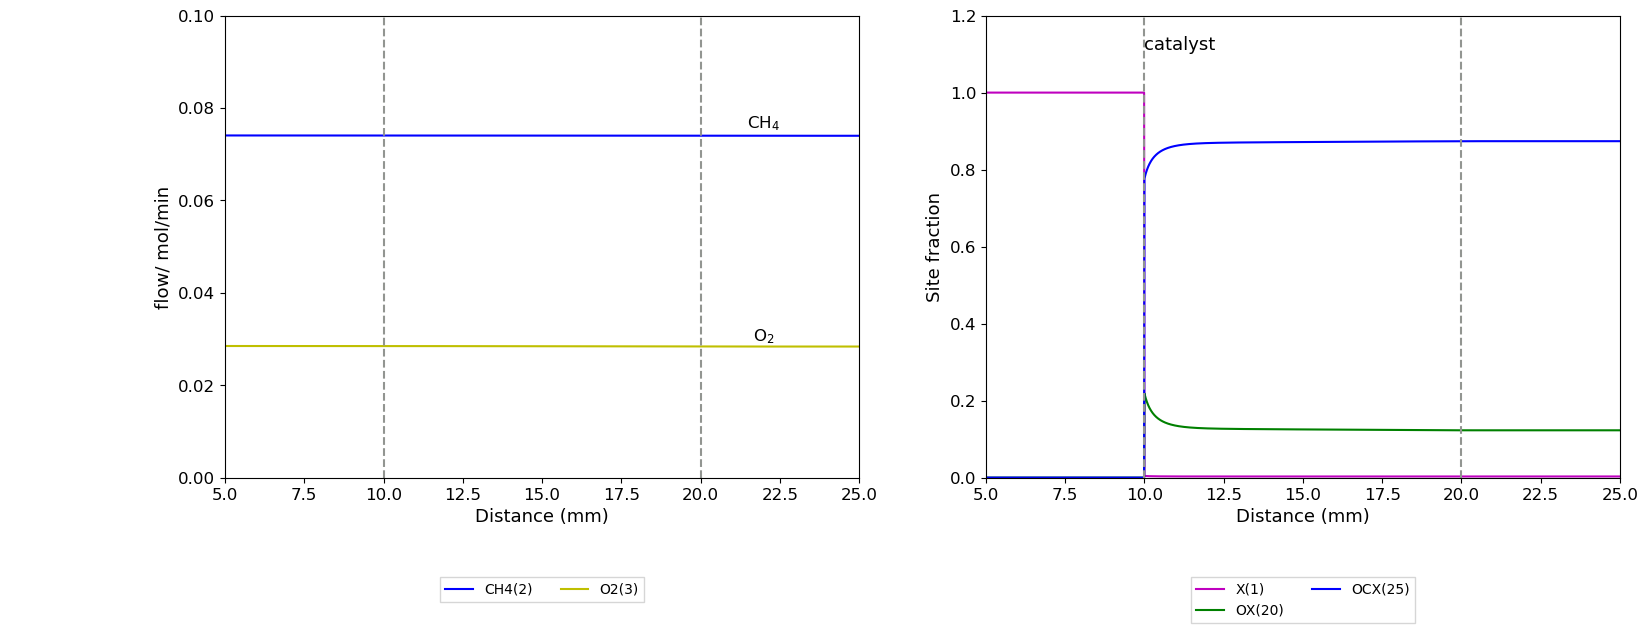 0.10
0.08
0.06
0.04
0.02
0.00
flow/ mol/min
5.0 7.5 10.0 12.5 15.0 17.5 20.0 22.5 25.0
Distance (mm)
CH₄
O₂
CH4(2) O2(3)
1.2
1.0
0.8
0.6
0.4
0.2
0.0
Site fraction
5.0 7.5 10.0 12.5 15.0 17.5 20.0 22.5 25.0
Distance (mm)
catalyst
X(1) OCX(25)
OX(20)